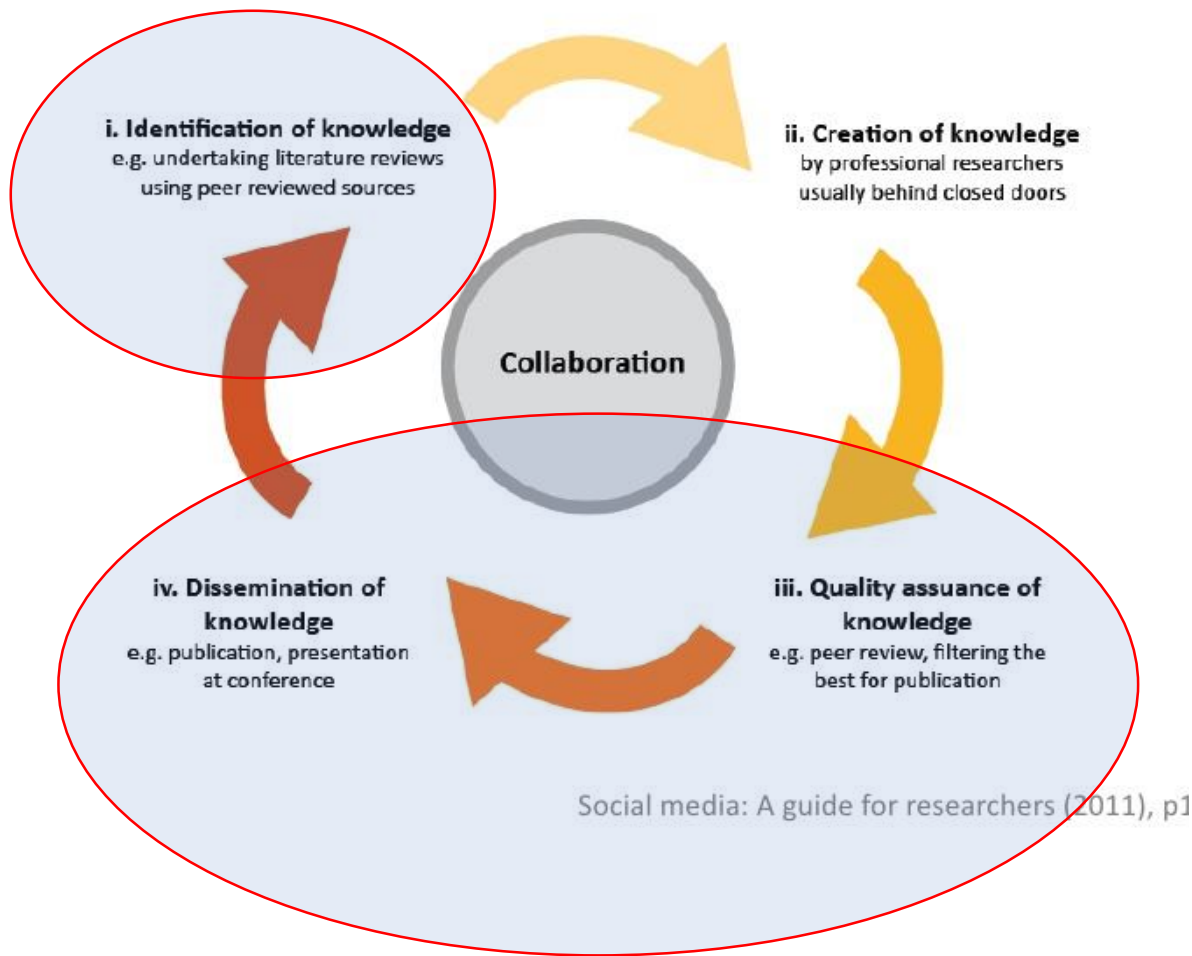 i. Identification of knowledge
e.g. undertaking literature reviews
using peer reviewed sources
ii. Creation of knowledge
by professional researchers
usually behind closed doors
Collaboration
iv. Dissemination of
knowledge
e.g. publication, presentation
at conference
iii. Quality assuance of
knowledge
e.g. peer review, filtering the
best for publication
Social media: A guide for researchers (2011), p1